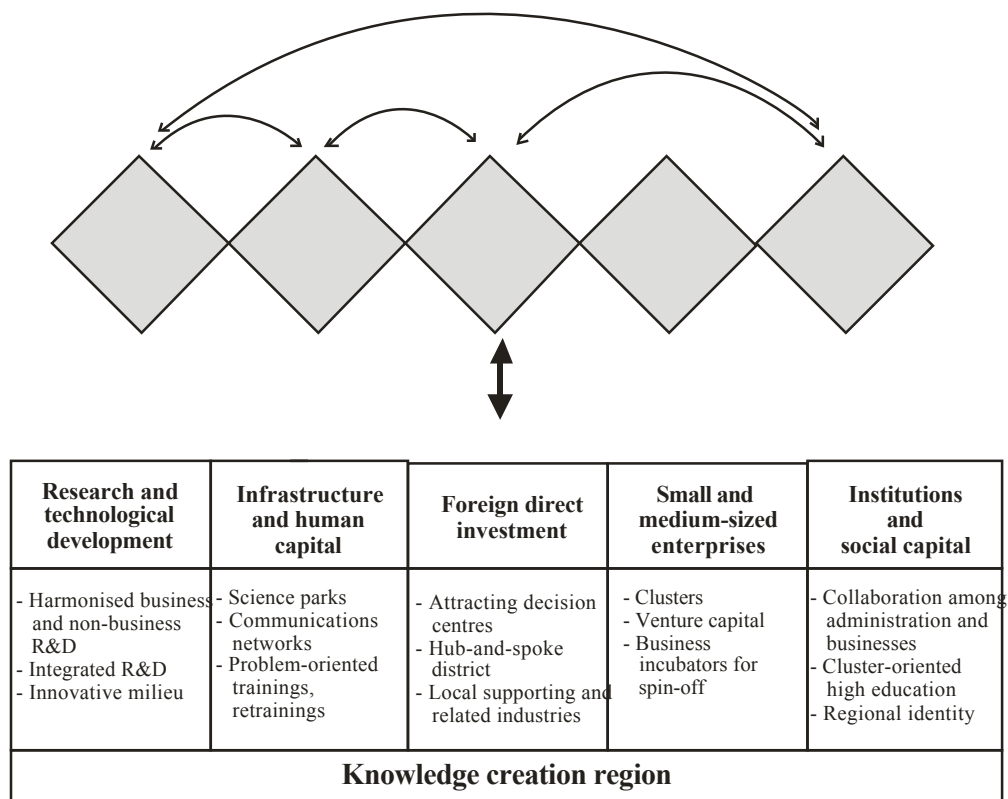 Research and
technological
development
Infrastructure
and human
capital
Foreign direct
investment
Small and
medium-sized
enterprises
Institutions
and
social capital
- Harmonised business
and non-business
R&D
- Integrated R&D
- Innovative milieu
- Science parks
- Communications
networks
- Problem-oriented
trainings,
retrainings
- Attracting decision
centres
- Hub-and-spoke
district
- Local supporting and
related industries
- Clusters
- Venture capital
- Business
incubators for
spin-off
- Collaboration among
administration and
businesses
- Cluster-oriented
high education
- Regional identity
Knowledge creation region